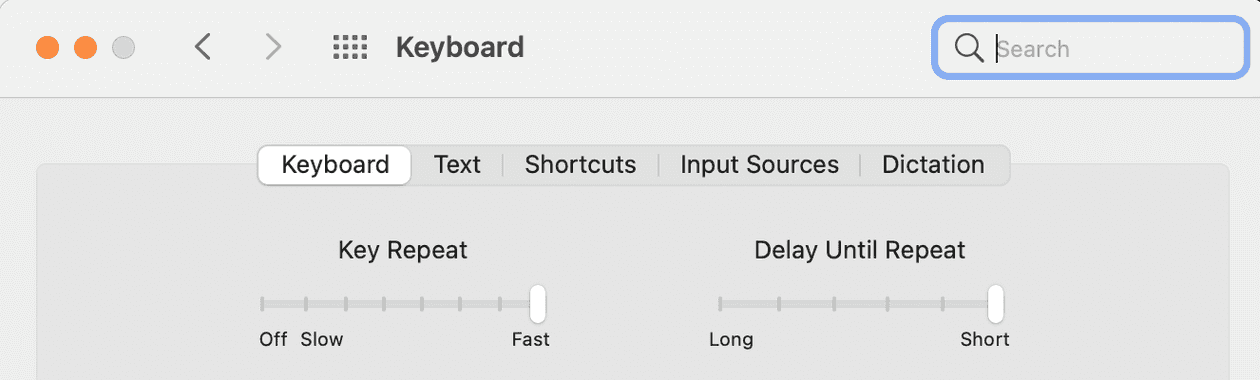 Keyboard Search
Keyboard Text Shortcuts Input Sources Dictation
Key Repeat Delay Until Repeat
Off Slow Fast Long Short